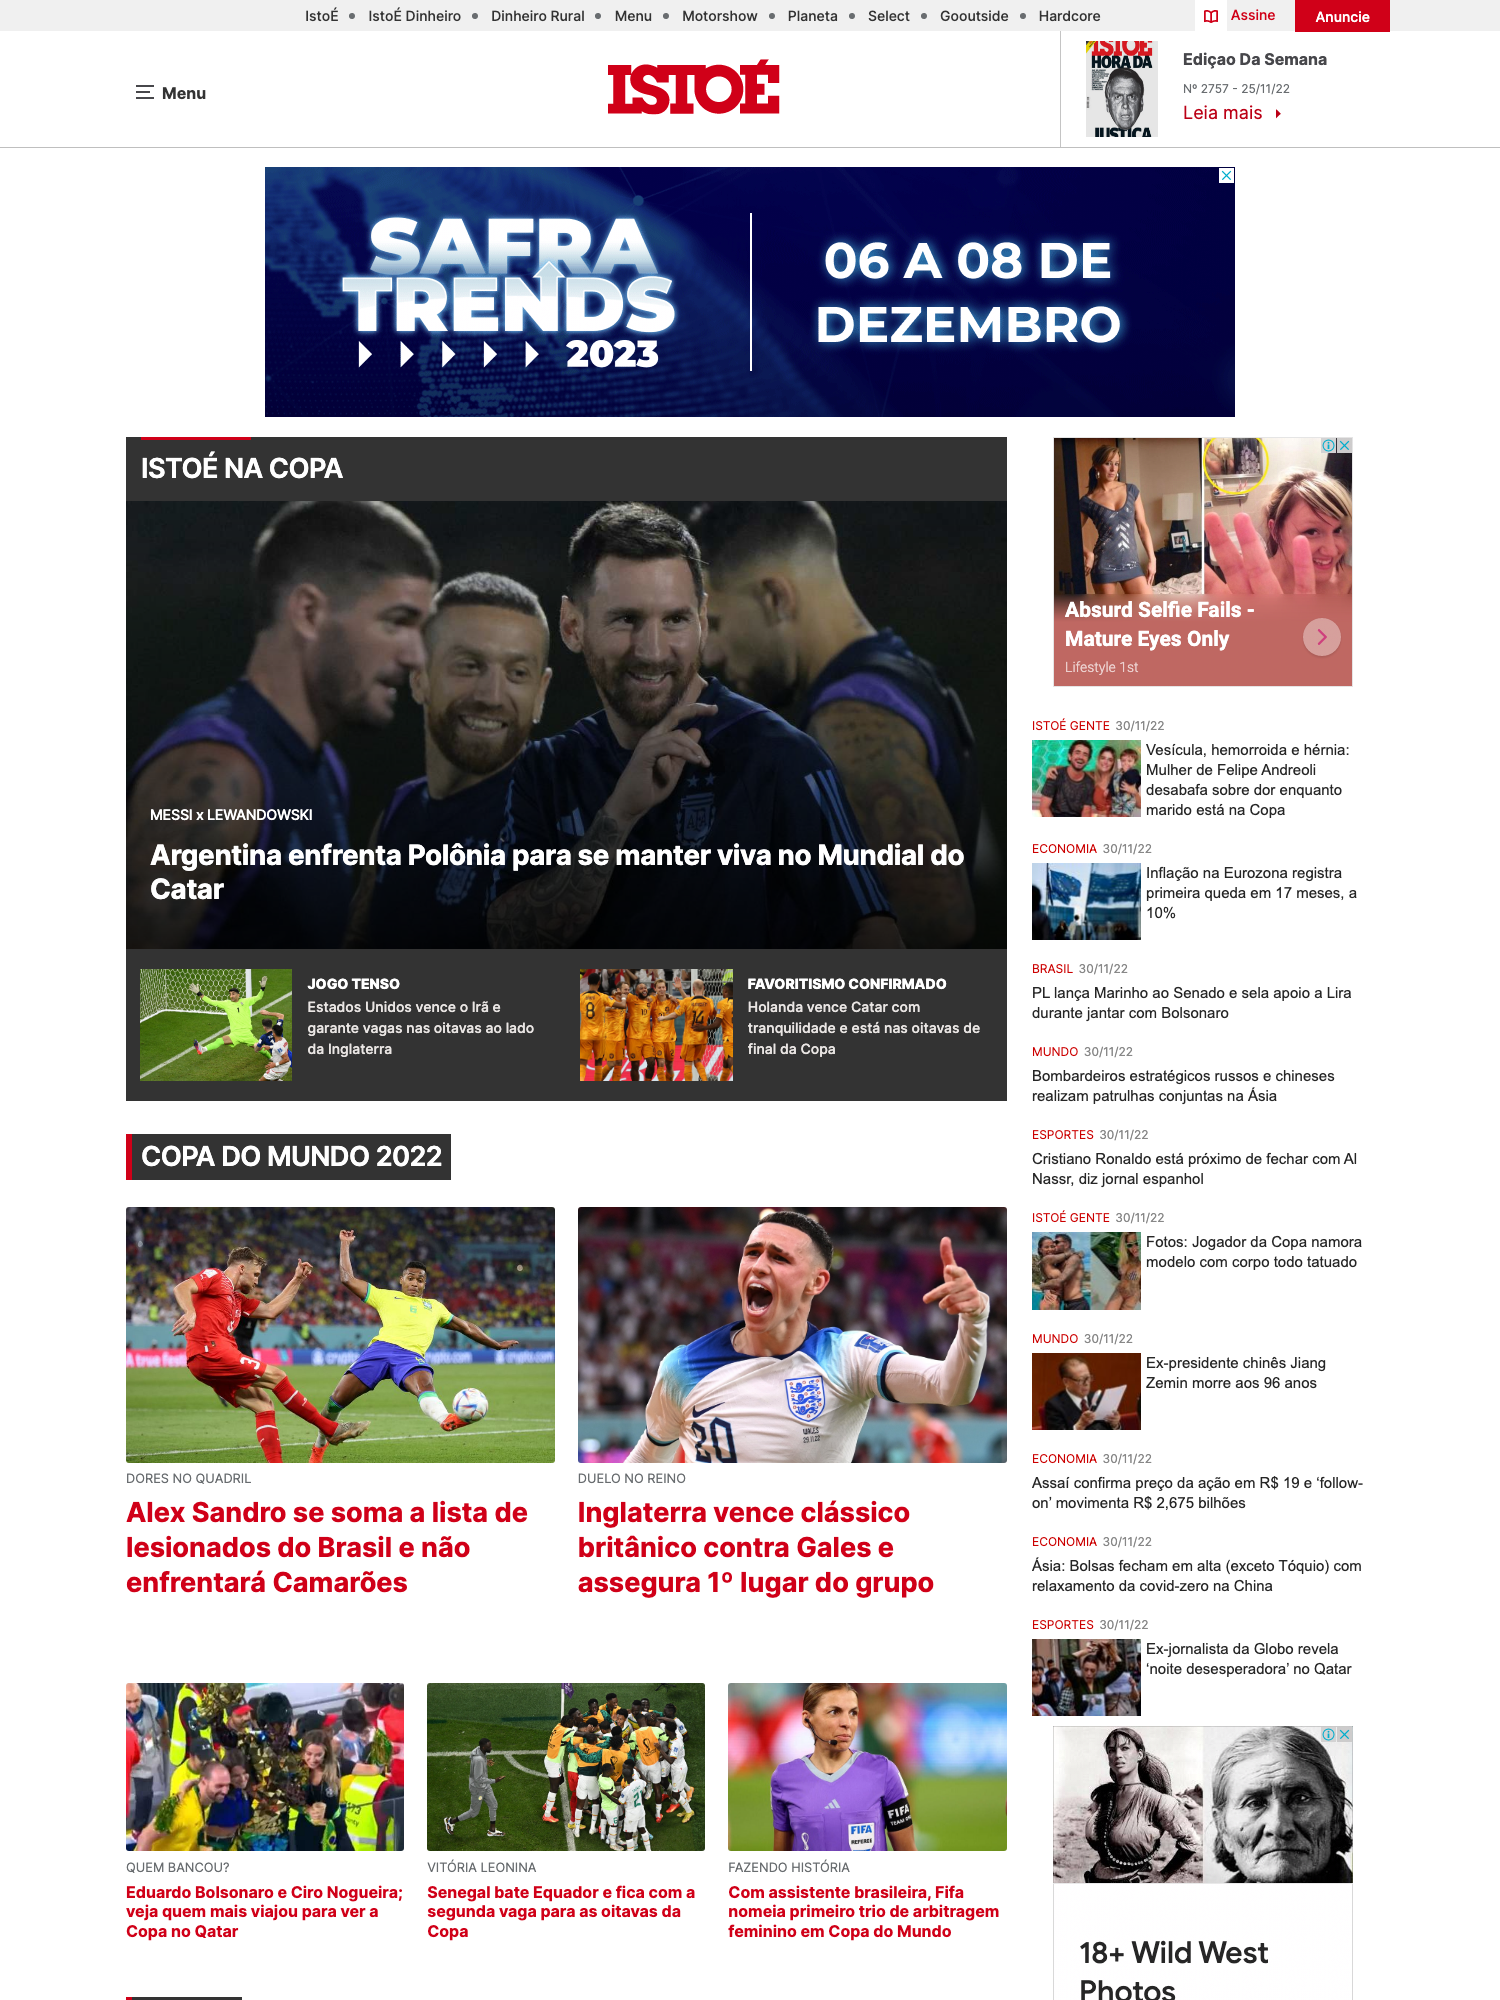 IstoÉ
IstoÉ Dinheiro
Dinheiro Rural
Menu
Motorshow
Planeta
Select
Gooutside
Hardcore
Assine
Anuncie
Menu
ISTOÉ
ISTOÉ
HORA DA
JUSTIÇA
Ediçao Da Semana
Nº 2757 - 25/11/22
Leia mais
SAFRA
TRENDS
2023
06 A 08 DE
DEZEMBRO
ISTOÉ NA COPA
MESSI x LEWANDOWSKI
Argentina enfrenta Polônia para se manter viva no Mundial do
Catar
JOGO TENSO
Estados Unidos vence o Irã e
garante vagas nas oitavas ao lado
da Inglaterra
FAVORITISMO CONFIRMADO
Holanda vence Catar com
tranquilidade e está nas oitavas de
final da Copa
COPA DO MUNDO 2022
DORES NO QUADRIL
Alex Sandro se soma a lista de
lesionados do Brasil e não
enfrentará Camarões
20
WALES
29.11.22
DUELO NO REINO
Inglaterra vence clássico
britânico contra Gales e
assegura 1º lugar do grupo
QUEM BANCOU?
Eduardo Bolsonaro e Ciro Nogueira;
veja quem mais viajou para ver a
Copa no Qatar
VITÓRIA LEONINA
Senegal bate Equador e fica com a
segunda vaga para as oitavas da
Copa
FIFA
FIFA
REFEREE
FAZENDO HISTÓRIA
Com assistente brasileira, Fifa
nomeia primeiro trio de arbitragem
feminino em Copa do Mundo
Absurd Selfie Fails -
Mature Eyes Only
Lifestyle 1st
ISTOÉ GENTE 30/11/22
Vesícula, hemorroida e hérnia:
Mulher de Felipe Andreoli
desabafa sobre dor enquanto
marido está na Copa
ECONOMIA 30/11/22
Inflação na Eurozona registra
primeira queda em 17 meses, a
10%
BRASIL 30/11/22
PL lança Marinho ao Senado e sela apoio a Lira
durante jantar com Bolsonaro
MUNDO 30/11/22
Bombardeiros estratégicos russos e chineses
realizam patrulhas conjuntas na Ásia
ESPORTES 30/11/22
Cristiano Ronaldo está próximo de fechar com Al
Nassr, diz jornal espanhol
ISTOÉ GENTE 30/11/22
Fotos: Jogador da Copa namora
modelo com corpo todo tatuado
MUNDO 30/11/22
Ex-presidente chinês Jiang
Zemin morre aos 96 anos
ECONOMIA 30/11/22
Assaí confirma preço da ação em R$ 19 e ‘follow-
on’ movimenta R$ 2,675 bilhões
ECONOMIA 30/11/22
Ásia: Bolsas fecham em alta (exceto Tóquio) com
relaxamento da covid-zero na China
ESPORTES 30/11/22
Ex-jornalista da Globo revela
‘noite desesperadora’ no Qatar
18+ Wild West
Photos